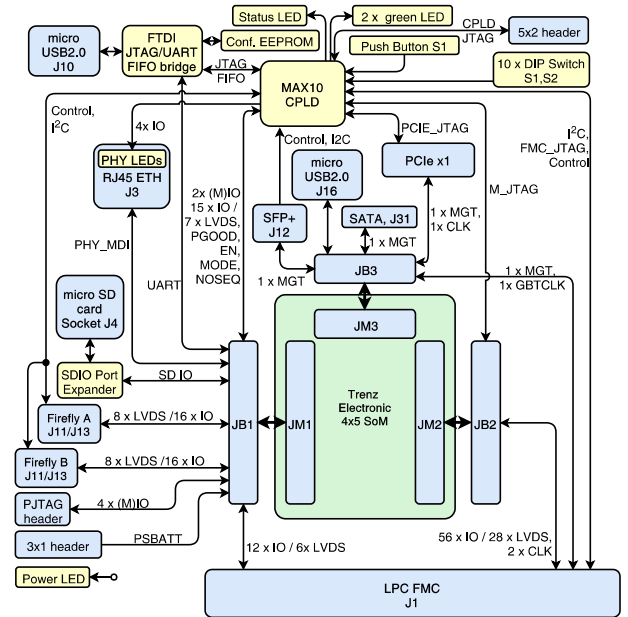 Status LED
2 x green LED
CPLD
JTAG
5x2 header
micro
USB2.0
J10
FTDI
JTAG/UART
FIFO bridge
Conf. EEPROM
Push Button S1
10 x DIP Switch
S1,S2
JTAG
FIFO
MAX10
CPLD
Control,
I²C
4x IO
PHY LEDs
RJ45 ETH
J3
Control, I2C
PCIE_JTAG
PCIe x1
I²C,
FMC_JTAG,
Control
micro
USB2.0
J16
M_JTAG
2x (M)IO
15 x IO /
7 x LVDS,
PGOOD,
EN,
MODE,
NOSEQ
SFP+
J12
SATA, J31
1 x MGT,
1x CLK
PHY_MDI
1 x MGT
UART
1 x MGT
JB3
1 x MGT,
1x GBTCLK
micro SD
card
Socket J4
JM3
SDIO Port
Expander
SD IO
Trenz
Electronic
4x5 SoM
Firefly A
J11/J13
8 x LVDS /16 x IO
JB1
JM1
JM2
JB2
Firefly B
J11/J13
8 x LVDS /16 x IO
PJTAG
header
4 x (M)IO
3x1 header
PSBATT
12 x IO / 6x LVDS
56 x IO / 28 x LVDS,
2 x CLK
Power LED
LPC FMC
J1